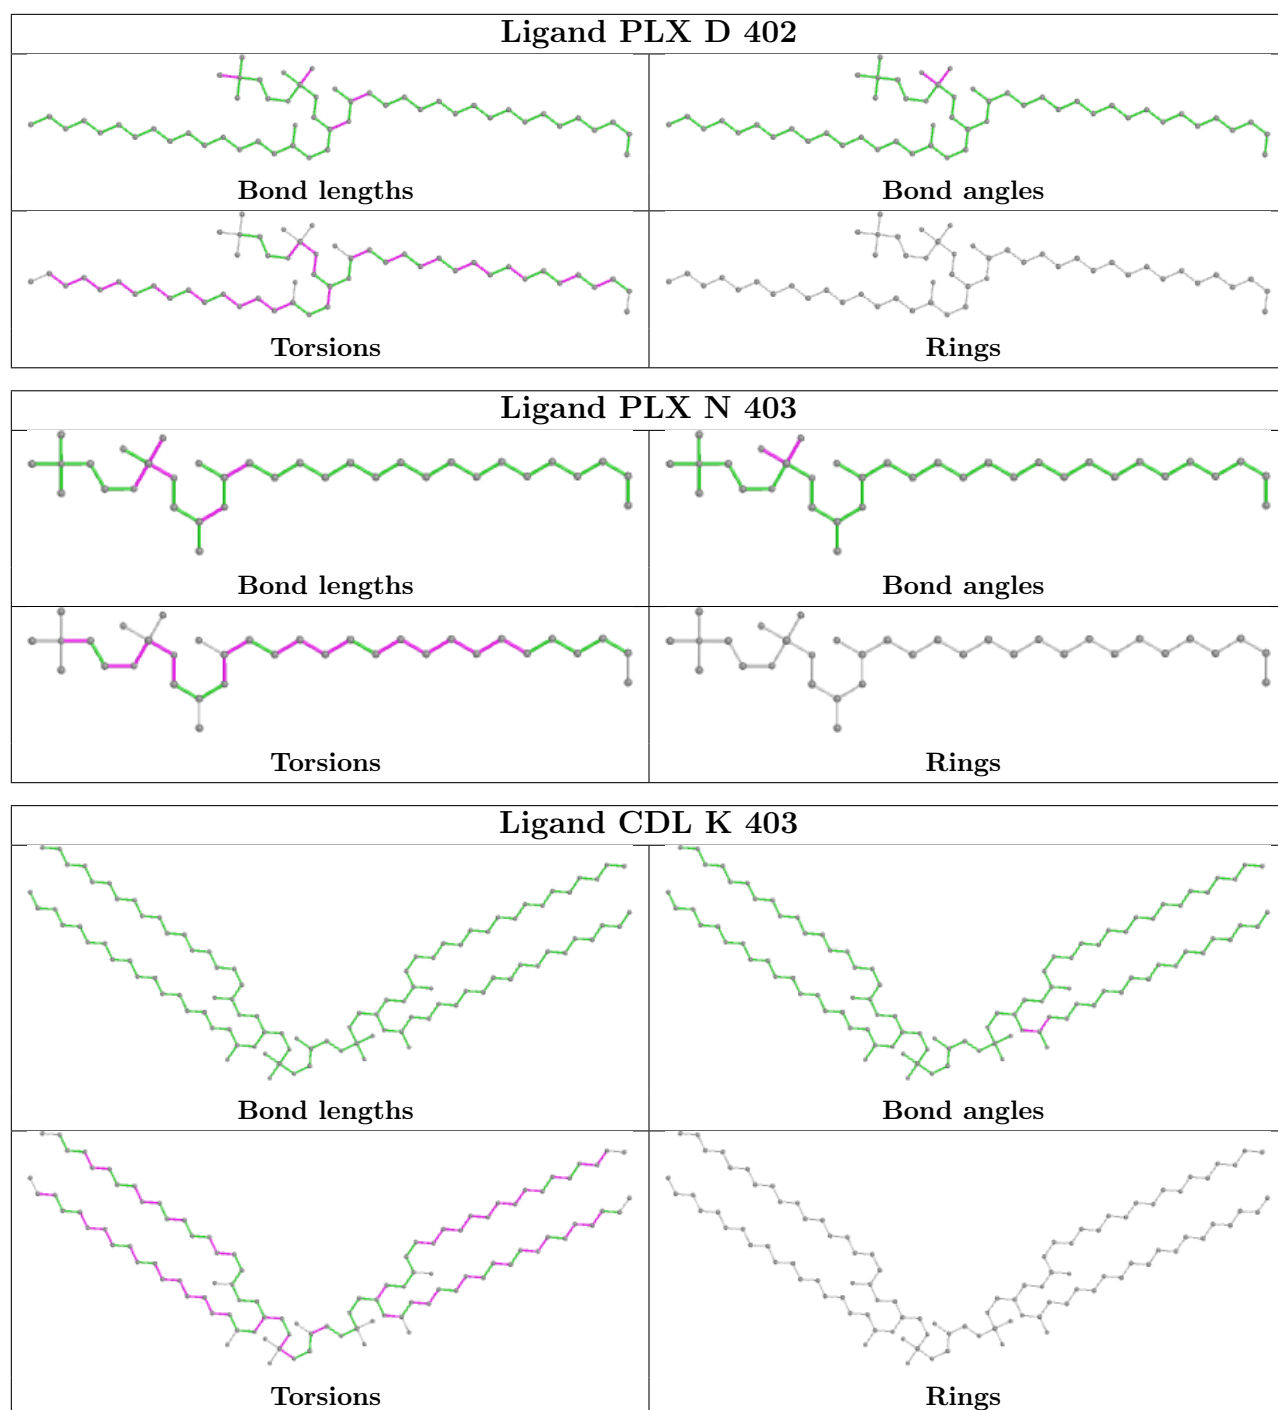 Ligand PLX D 402
Bond lengths
Bond angles
Torsions
Rings
Ligand PLX N 403
Bond lengths
Bond angles
Torsions
Rings
Ligand CDL K 403
Bond lengths
Bond angles
Torsions
Rings